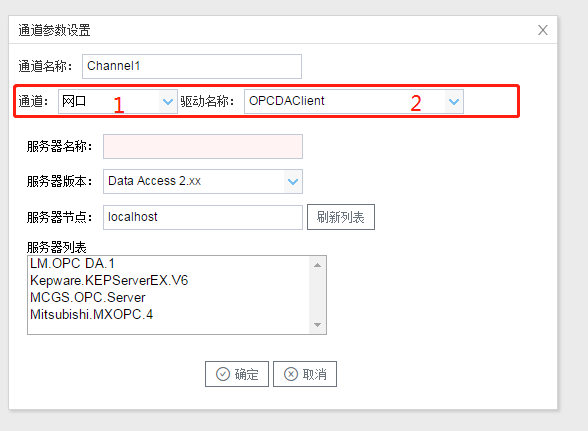 通道参数设置
通道名称： Channel1
通道： 网口 1 驱动名称： OPCDAClient 2
服务器名称：
服务器版本： Data Access 2.xx
服务器节点： localhost 刷新列表
服务器列表
LM.OPC DA.1
Kepware.KEPServerEX.V6
MCGS.OPC.Server
Mitsubishi.MXOPC.4
确定 取消